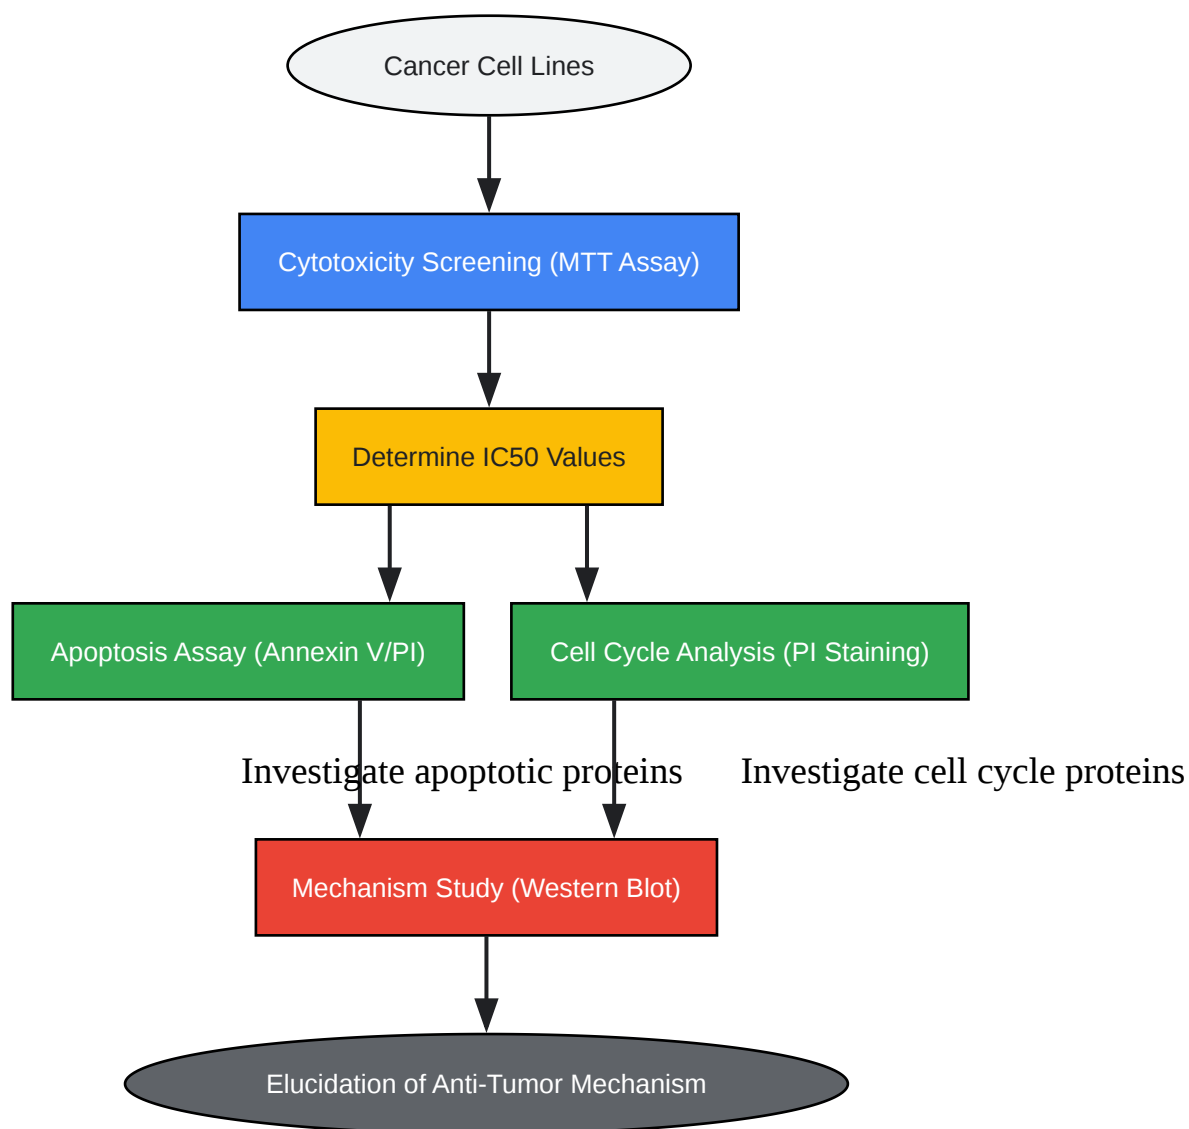 Cancer Cell Lines
Cytotoxicity Screening (MTT Assay)
Determine IC50 Values
Apoptosis Assay (Annexin V/PI)
Cell Cycle Analysis (PI Staining)
Investigate apoptotic proteins
Investigate cell cycle proteins
Mechanism Study (Western Blot)
Elucidation of Anti-Tumor Mechanism